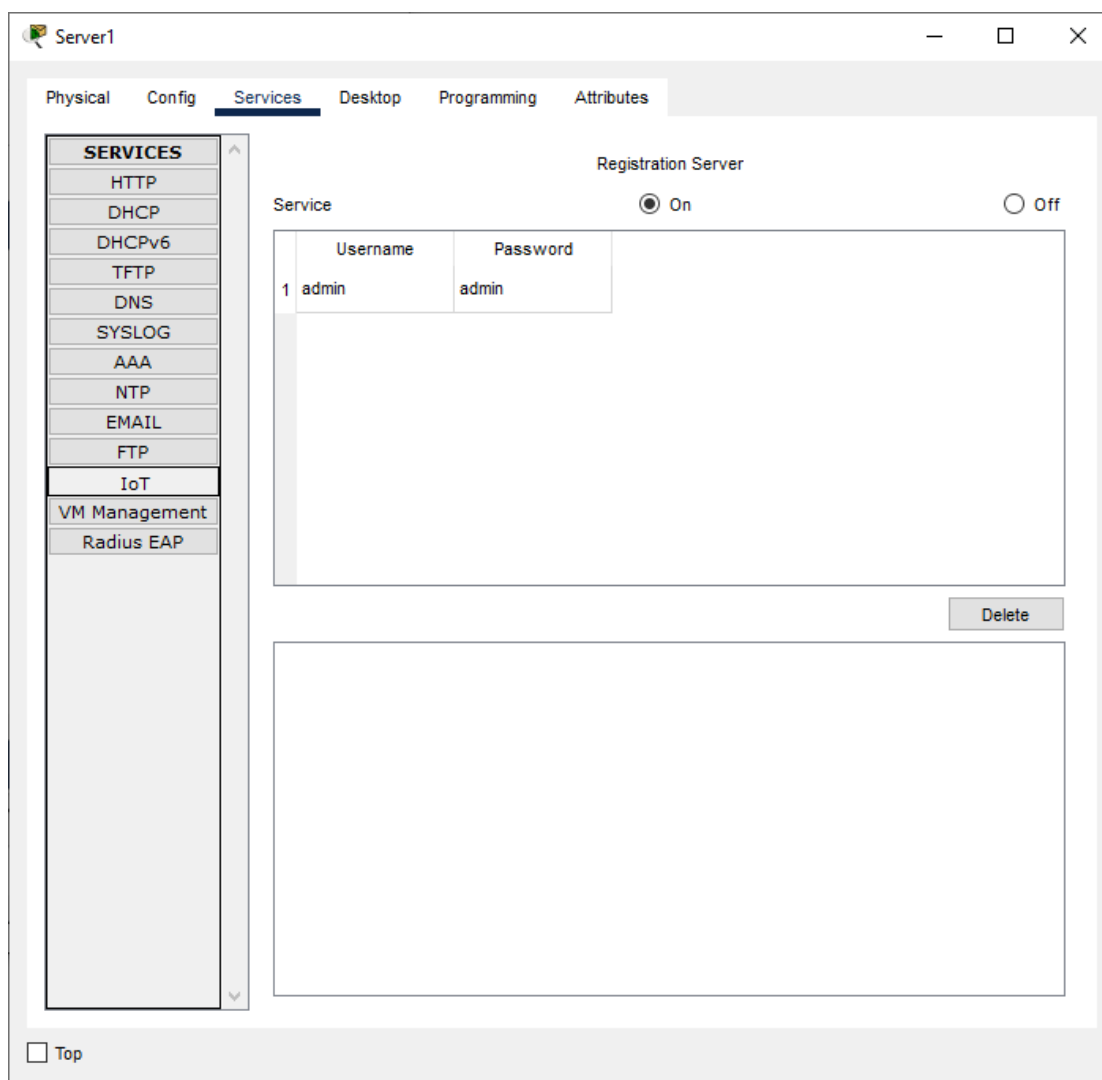 Server1
Physical Config Services Desktop Programming Attributes
SERVICES
HTTP
DHCP
DHCPv6
TFTP
DNS
SYSLOG
AAA
NTP
EMAIL
FTP
IoT
VM Management
Radius EAP
Registration Server
Service On Off
Username Password
1 admin admin
Delete
Top